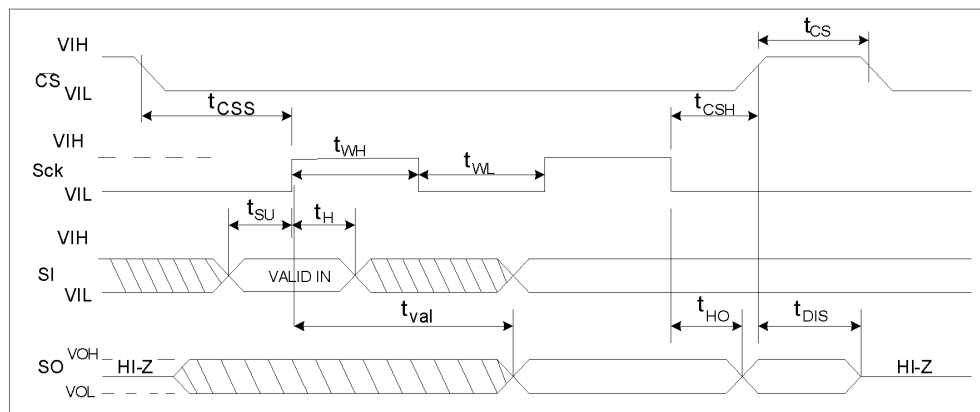 VIH
tCS
CS
VIL
tCSS
tCSH
VIH
tWH
tWL
Sck
VIL
tSU
tH
VIH
SI
VALID IN
VIL
tval
tHO
tDIS
SO
VOH
HI-Z
HI-Z
VOL